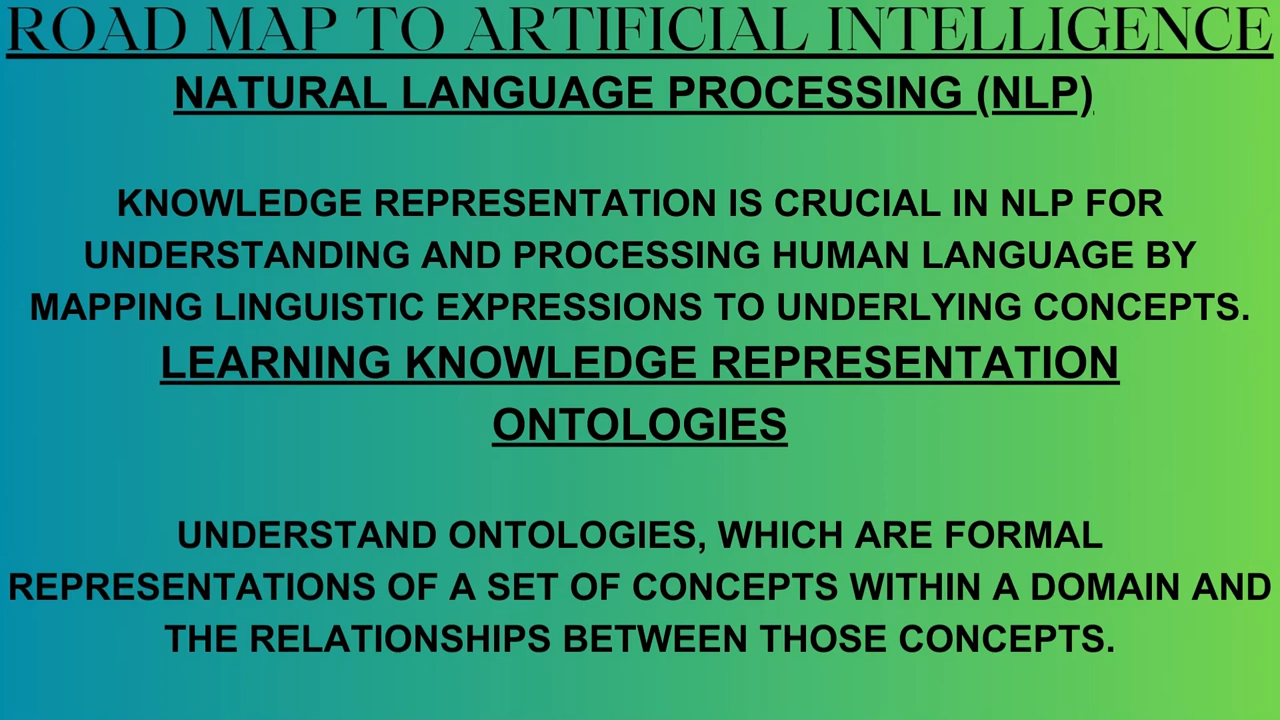 ROAD MAP TO ARTIFICIAL INTELLIGENCE
NATURAL LANGUAGE PROCESSING (NLP)
KNOWLEDGE REPRESENTATION IS CRUCIAL IN NLP FOR
UNDERSTANDING AND PROCESSING HUMAN LANGUAGE BY
MAPPING LINGUISTIC EXPRESSIONS TO UNDERLYING CONCEPTS.
LEARNING KNOWLEDGE REPRESENTATION
ONTOLOGIES
UNDERSTAND ONTOLOGIES, WHICH ARE FORMAL
REPRESENTATIONS OF A SET OF CONCEPTS WITHIN A DOMAIN AND
THE RELATIONSHIPS BETWEEN THOSE CONCEPTS.